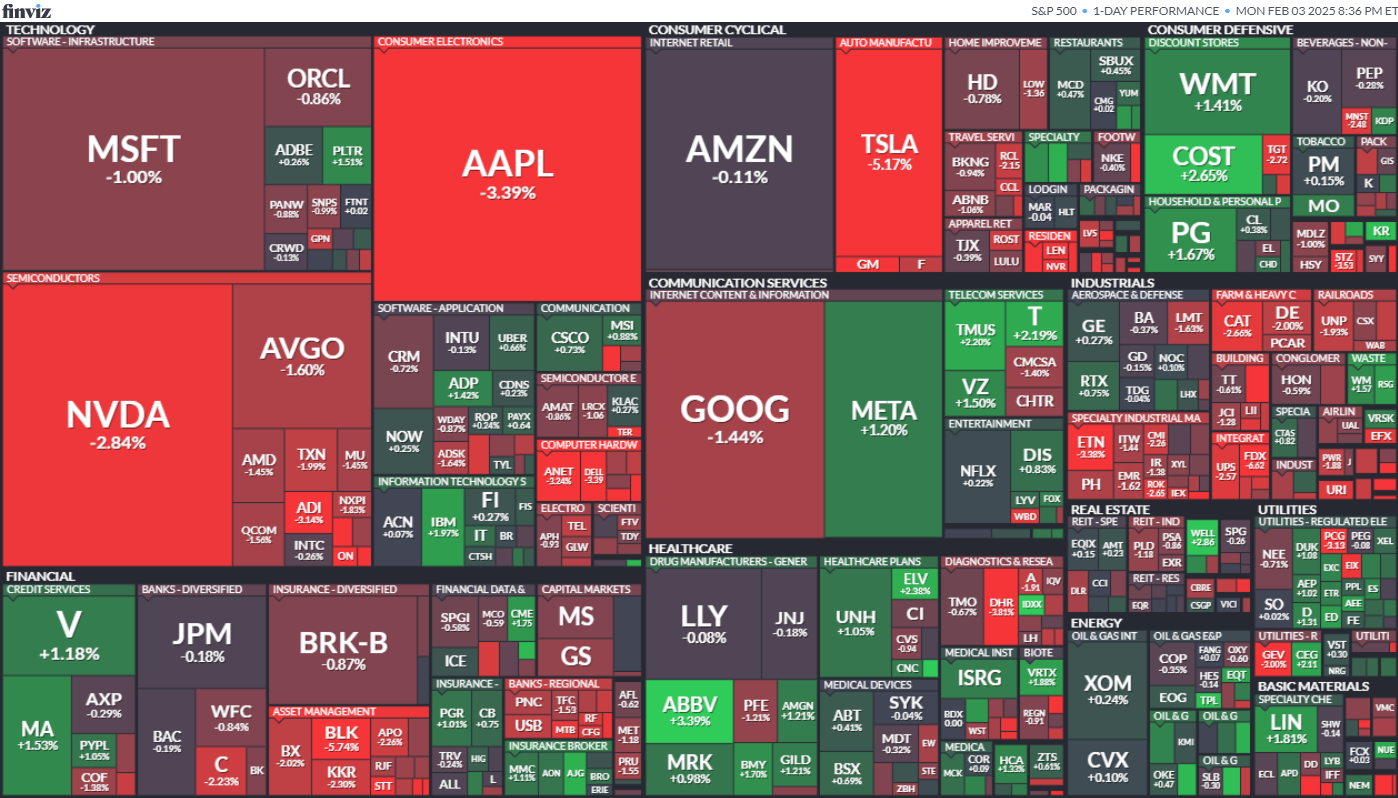 finviz
S&P 500 • 1-DAY PERFORMANCE • MON FEB 03 2025 8:36 PM ET
TECHNOLOGY
SOFTWARE - INFRASTRUCTURE
MSFT
-1.00%
ORCL
-0.86%
ADBE
+0.26%
PLTR
+1.51%
PANW
-0.88%
SNPS
-0.99%
FTNT
+0.02
CRWD
-0.13%
GPN
CONSUMER ELECTRONICS
AAPL
-3.39%
SEMICONDUCTORS
NVDA
-2.84%
AVGO
-1.60%
AMD
-1.45%
TXN
-1.99%
MU
-1.45%
ADI
-3.14%
NXPI
-1.83%
QCOM
-1.56%
INTC
-0.26%
ON
SOFTWARE - APPLICATION
CRM
-0.72%
INTU
-0.13%
UBER
+0.66%
ADP
+1.42%
CDNS
+0.23%
NOW
+0.25%
WDAY
-0.87%
ROP
+0.24%
PAYX
+0.64
ADSK
-1.64%
TYL
COMMUNICATION
CSCO
+0.73%
MSI
+0.88%
SEMICONDUCTOR E
AMAT
-0.86%
LRCX
-1.06
KLAC
+0.27%
TER
COMPUTER HARDW
ANET
-3.24%
DELL
-3.39
INFORMATION TECHNOLOGY S
ACN
+0.07%
IBM
+1.97%
FI
+0.27%
FIS
IT
BR
CTSH
ELECTRO
APH
-0.93
TEL
GLW
SCIENTI
FTV
TDY
CONSUMER CYCLICAL
INTERNET RETAIL
AMZN
-0.11%
AUTO MANUFACTU
TSLA
-5.17%
GM
F
HOME IMPROVEME
HD
-0.78%
LOW
-1.36
RESTAURANTS
MCD
+0.47%
SBUX
+0.45%
CMG
+0.02
YUM
TRAVEL SERVI
BKNG
-0.94%
RCL
-2.15
CCL
ABNB
-1.06%
SPECIALTY
FOOTW
NKE
-0.40%
LODGIN
MAR
-0.04
HLT
PACKAGIN
APPAREL RET
TJX
-0.39%
ROST
LULU
RESIDEN
LEN
NVR
LVS
CONSUMER DEFENSIVE
DISCOUNT STORES
WMT
+1.41%
COST
+2.65%
TGT
-2.72
BEVERAGES - NON-
KO
-0.20%
PEP
-0.28%
MNST
-2.48
KDP
TOBACCO
PM
+0.15%
MO
PACK
GIS
K
HOUSEHOLD & PERSONAL P
PG
+1.67%
CL
+0.38%
EL
CHD
MDLZ
-1.00%
HSY
STZ
-3.53
KR
SYY
COMMUNICATION SERVICES
INTERNET CONTENT & INFORMATION
GOOG
-1.44%
META
+1.20%
TELECOM SERVICES
TMUS
+2.20%
T
+2.19%
VZ
+1.50%
CMCSA
-1.40%
CHTR
ENTERTAINMENT
NFLX
+0.22%
DIS
+0.83%
LYV
FOX
WBD
INDUSTRIALS
AEROSPACE & DEFENSE
GE
+0.27%
BA
-0.37%
LMT
-1.63%
RTX
+0.75%
GD
-0.15%
NOC
+0.10%
TDG
-0.04%
LHX
FARM & HEAVY C
CAT
-2.66%
DE
-2.00%
PCAR
RAILROADS
UNP
-1.93%
CSX
WAB
BUILDING
TT
-0.61%
JCI
-1.28
LII
CONGLOMER
HON
-0.59%
WASTE
WM
+1.57
RSG
SPECIALTY INDUSTRIAL MA
ETN
-3.38%
ITW
-1.44
CMI
-2.26
PH
EMR
-1.62
IR
-1.38
XYL
ROK
-2.65
IEX
INTEGRAT
UPS
-2.57
FDX
-6.62
SPECIA
CTAS
+0.82
INDUST
AIRLIN
UAL
VRSK
EFX
PWR
-1.88
J
URI
FINANCIAL
CREDIT SERVICES
V
+1.18%
MA
+1.53%
AXP
-0.29%
PYPL
+1.05%
COF
-1.38%
BANKS - DIVERSIFIED
JPM
-0.18%
BAC
-0.19%
WFC
-0.84%
C
-2.23%
BK
INSURANCE - DIVERSIFIED
BRK-B
-0.87%
ASSET MANAGEMENT
BX
-2.02%
BLK
-5.74%
KKR
-2.30%
APO
-2.26%
RJF
STT
FINANCIAL DATA &
SPGI
-0.58%
MCO
-0.59
CME
+1.75
ICE
CAPITAL MARKETS
MS
GS
INSURANCE -
PGR
+1.01%
CB
+0.75
TRV
-0.24%
HIG
ALL
L
BANKS - REGIONAL
PNC
TFC
-1.53
USB
MTB
RF
CFG
AFL
-0.62
MET
-1.18
PRU
-1.55
INSURANCE BROKER
MMC
+1.11%
AON
AJG
BRO
ERIE
HEALTHCARE
DRUG MANUFACTURERS - GENER
LLY
-0.08%
JNJ
-0.18%
ABBV
+3.39%
PFE
-1.21%
AMGN
+1.21%
MRK
+0.98%
BMY
+1.70%
GILD
+1.21%
HEALTHCARE PLANS
UNH
+1.05%
ELV
+2.38%
CI
CVS
-0.94
CNC
MEDICAL DEVICES
ABT
+0.41%
SYK
-0.04%
BSX
+0.69%
MDT
-0.32%
EW
STE
ZBH
DIAGNOSTICS & RESEA
TMO
-0.67%
DHR
-3.81%
A
-1.91
IQV
IDXX
LH
MEDICAL INST
ISRG
BDX
0.00
WST
BIOTE
VRTX
+1.88%
REGN
-0.91
MEDICA
MCK
COR
+0.09
HCA
+1.33%
ZTS
+0.61%
REAL ESTATE
REIT - SPE
EQIX
+0.15
AMT
+0.23
DLR
CCI
REIT - IND
PLD
-1.18
PSA
-0.86
EXR
WELL
+2.86
SPG
-0.26
REIT - RES
EQR
CBRE
CSGP
VICI
UTILITIES
UTILITIES - REGULATED ELE
NEE
-0.71%
DUK
+1.08
PCG
-3.13
PEG
-0.08
XEL
EXC
EIX
SO
+0.02%
AEP
+1.02
ETR
PPL
ES
AEE
D
+1.31
ED
FE
UTILITIES - R
GEV
-3.00%
CEG
+2.11
VST
+0.30
NRG
UTILITI
ENERGY
OIL & GAS INT
XOM
+0.24%
CVX
+0.10%
OIL & GAS E&P
COP
-0.35%
FANG
+0.07
OXY
-0.60
HES
-0.14
EQT
EOG
TPL
OIL & G
KMI
OKE
+0.47
OIL & G
OIL & G
SLB
-0.30
BASIC MATERIALS
SPECIALTY CHE
LIN
+1.81%
SHW
-0.14
ECL
APD
DD
LYB
IFF
VMC
FCX
+0.03
NUE
NEM